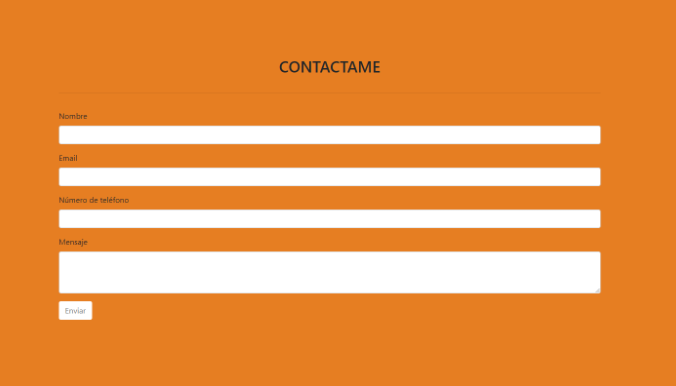 CONTACTAME
Nombre
Email
Número de teléfono
Mensaje
Enviar